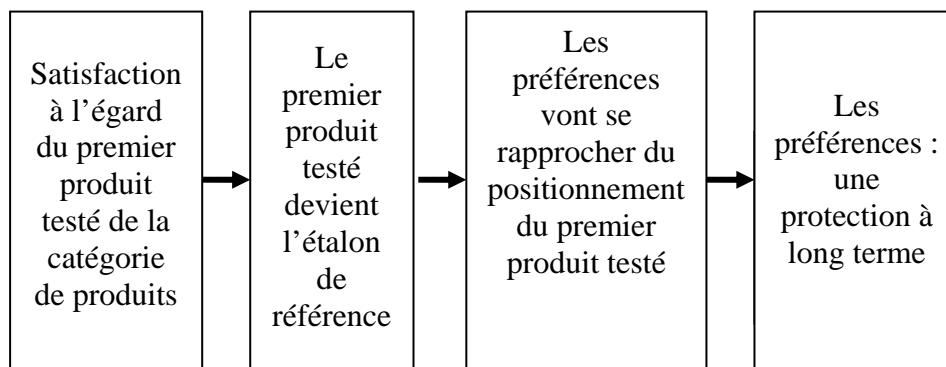 Satisfaction
à l’égard
du premier
produit
testé de la
catégorie
de produits
Le
premier
produit
testé
devient
l’étalon
de
référence
Les
préférences
vont se
rapprocher du
positionnement
du premier
produit testé
Les
préférences :
une
protection à
long terme